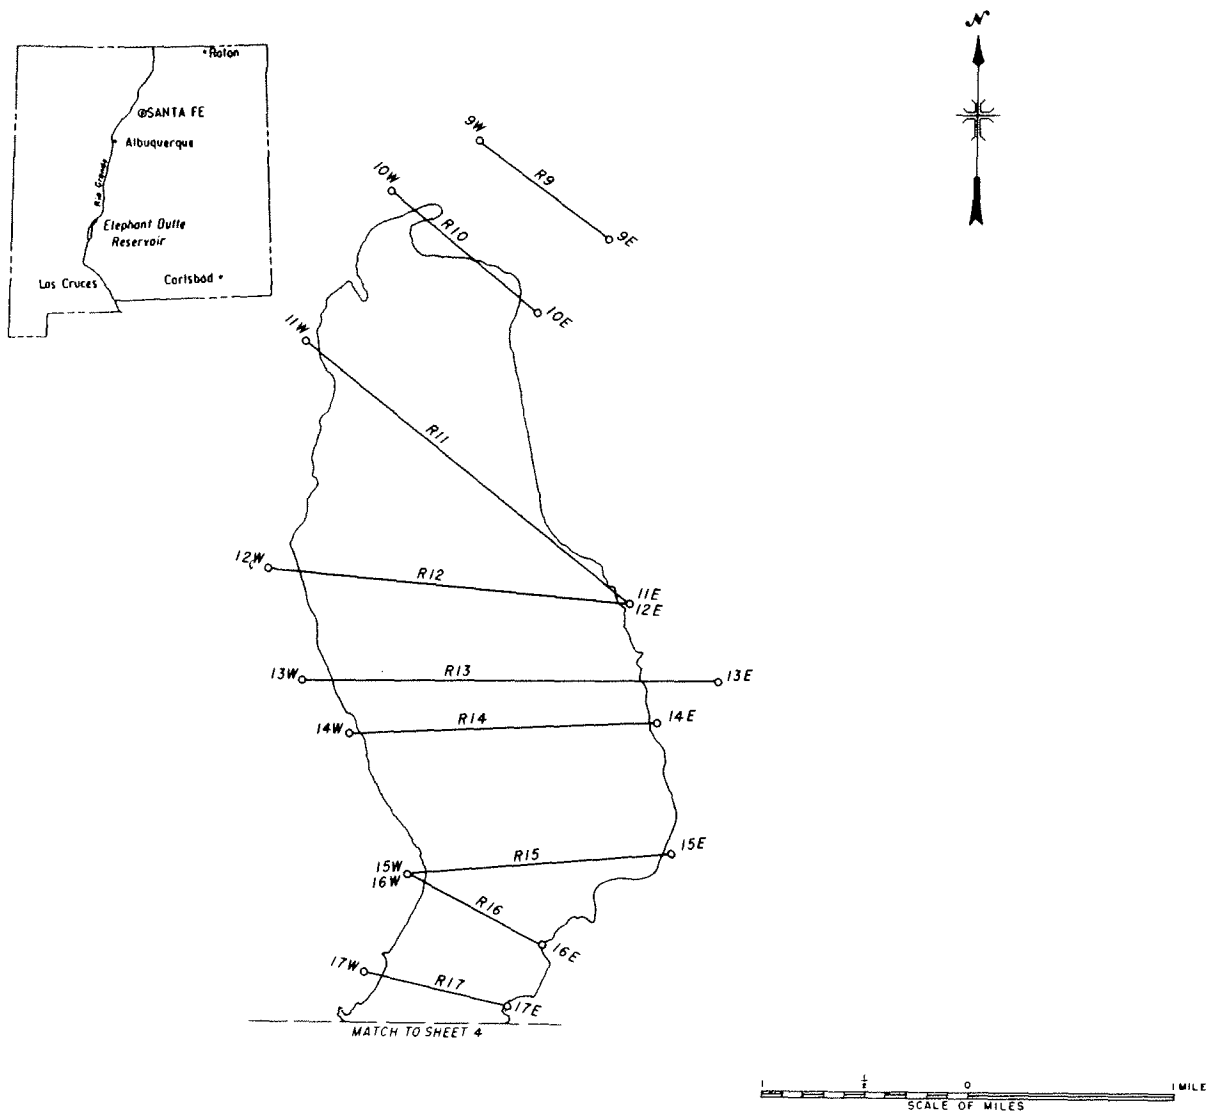 N
Raton
SANTA FE
Albuquerque
Rio Grande
Elephant Butte
Reservoir
Las Cruces
Carlsbad
9W
R9
9E
10W
R10
10E
11W
R11
11E
12W
R12
12E
13W
R13
13E
14W
R14
14E
15W
R15
15E
16W
R16
16E
17W
R17
17E
MATCH TO SHEET 4
1 1/2 0 1 MILE
SCALE OF MILES